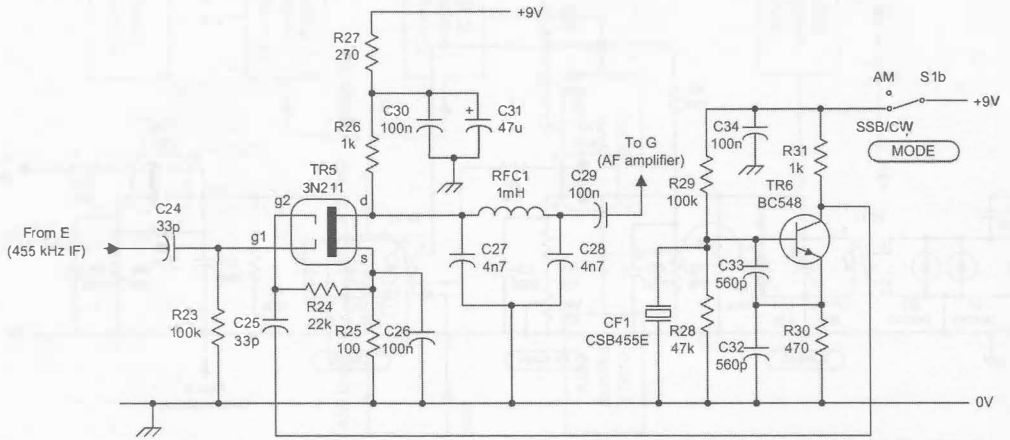 +9V
R27
270
C30
100n
+
C31
47u
R26
1k
To G
(AF amplifier)
AM
S1b
+9V
SSB/CW
MODE
C34
100n
R31
1k
TR5
3N211
g2
d
RFC1
1mH
C29
100n
R29
100k
TR6
BC548
C24
33p
From E
(455 kHz IF)
g1
s
C27
4n7
C28
4n7
C33
560p
R24
22k
R23
100k
C25
33p
R25
100
C26
100n
CF1
CSB455E
R28
47k
C32
560p
R30
470
0V